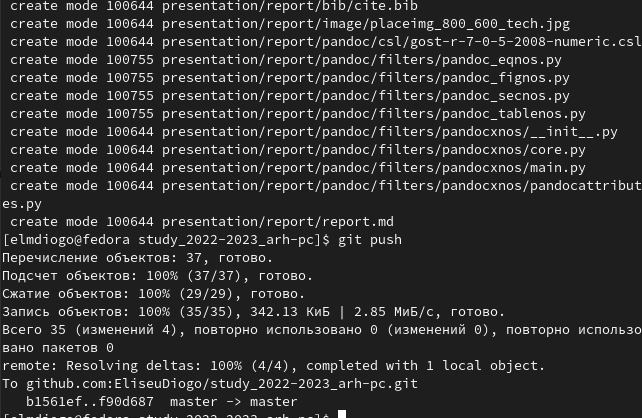 create mode 100644 presentation/report/bib/cite.bib
create mode 100644 presentation/report/image/placeimg_800_600_tech.jpg
create mode 100644 presentation/report/pandoc/csl/gost-r-7-0-5-2008-numeric.csl
create mode 100755 presentation/report/pandoc/filters/pandoc_eqnos.py
create mode 100755 presentation/report/pandoc/filters/pandoc_fignos.py
create mode 100755 presentation/report/pandoc/filters/pandoc_secnos.py
create mode 100755 presentation/report/pandoc/filters/pandoc_tablenos.py
create mode 100644 presentation/report/pandoc/filters/pandocxnos/__init__.py
create mode 100644 presentation/report/pandoc/filters/pandocxnos/core.py
create mode 100644 presentation/report/pandoc/filters/pandocxnos/main.py
create mode 100644 presentation/report/pandoc/filters/pandocxnos/pandocattribut
es.py
create mode 100644 presentation/report/report.md
[elmdiogo@fedora study_2022-2023_arh-pc]$ git push
Перечисление объектов: 37, готово.
Подсчет объектов: 100% (37/37), готово.
Сжатие объектов: 100% (29/29), готово.
Запись объектов: 100% (35/35), 342.13 КиБ | 2.85 МиБ/с, готово.
Всего 35 (изменений 4), повторно использовано 0 (изменений 0), повторно использо
вано пакетов 0
remote: Resolving deltas: 100% (4/4), completed with 1 local object.
To github.com:EliseuDiogo/study_2022-2023_arh-pc.git
b1561ef..f90d687 master -> master
[elmdiogo@fedora study_2022-2023_arh-pc]$